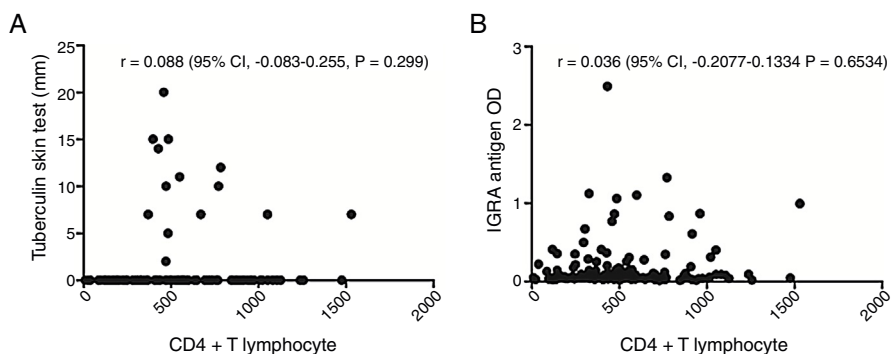 A
25
20
15
10
5
0
Tuberculin skin test (mm)
r = 0.088 (95% CI, -0.083-0.255, P = 0.299)
0
500
1000
1500
2000
CD4 + T lymphocyte
B
3
2
1
0
IGRA antigen OD
r = 0.036 (95% CI, -0.2077-0.1334 P = 0.6534)
0
500
1000
1500
2000
CD4 + T lymphocyte